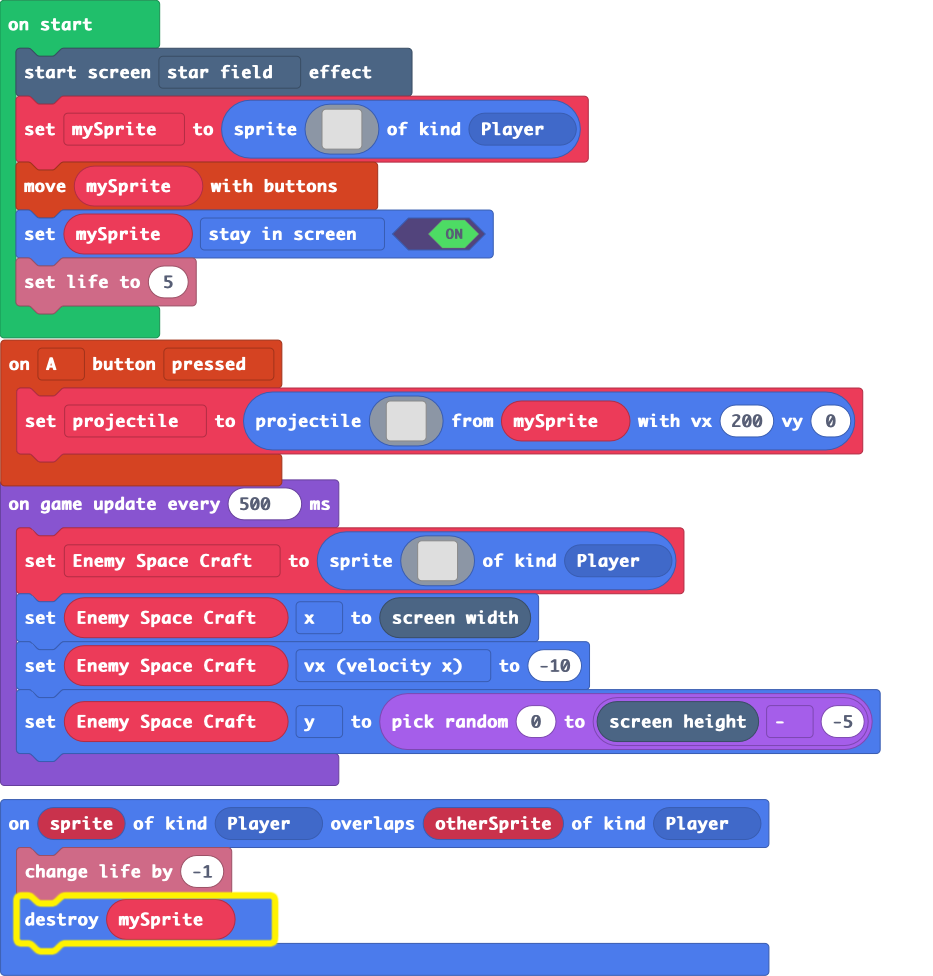 on start
start screen star field effect
set mySprite to sprite of kind Player
move mySprite with buttons
set mySprite stay in screen ON
set life to 5
on A button pressed
set projectile to projectile from mySprite with vx 200 vy 0
on game update every 500 ms
set Enemy Space Craft to sprite of kind Player
set Enemy Space Craft x to screen width
set Enemy Space Craft vx (velocity x) to -10
set Enemy Space Craft y to pick random 0 to screen height - -5
on sprite of kind Player overlaps otherSprite of kind Player
change life by -1
destroy mySprite